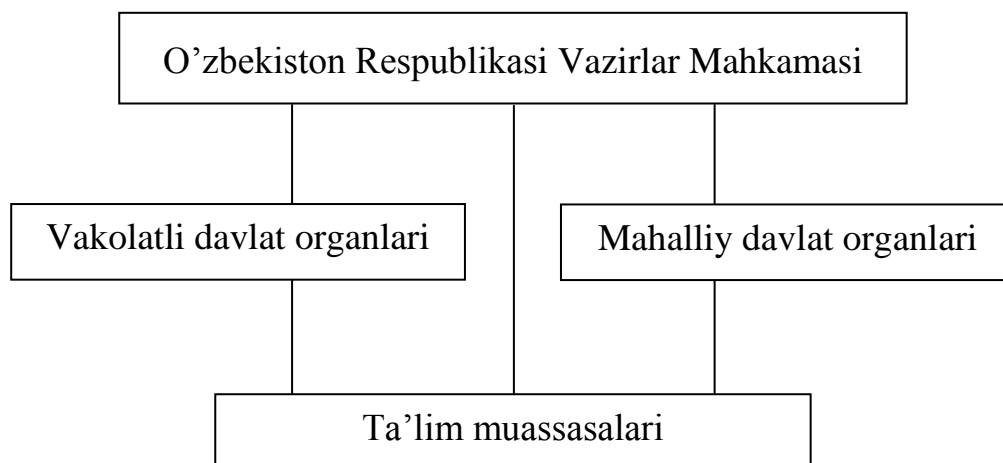 O’zbekiston Respublikasi Vazirlar Mahkamasi
Vakolatli davlat organlari
Mahalliy davlat organlari
Ta’lim muassasalari